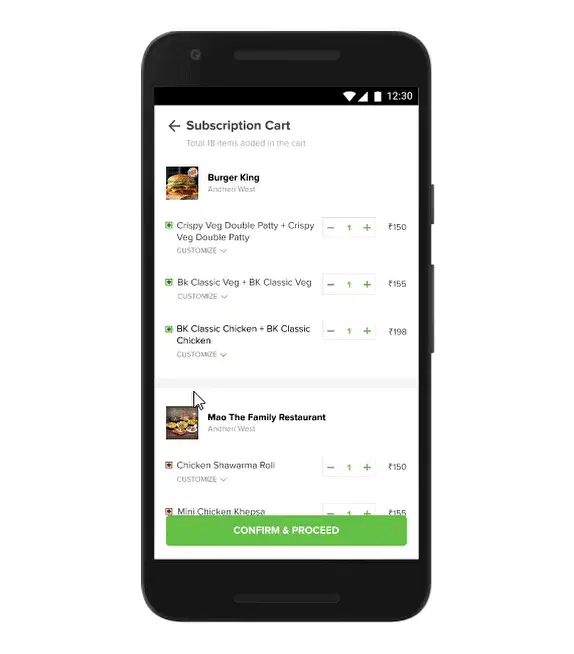 12:30
Subscription Cart
Total 18 items added in the cart
Burger King
Andheri West
Crispy Veg Double Patty + Crispy
Veg Double Patty
− 1 + ₹150
CUSTOMIZE
Bk Classic Veg + BK Classic Veg
− 1 + ₹155
CUSTOMIZE
BK Classic Chicken + BK Classic
Chicken
− 1 + ₹198
CUSTOMIZE
Mao The Family Restaurant
Andheri West
Chicken Shawarma Roll
− 1 + ₹150
CUSTOMIZE
Mini Chicken Khepsa
− 1 + ₹155
CONFIRM & PROCEED